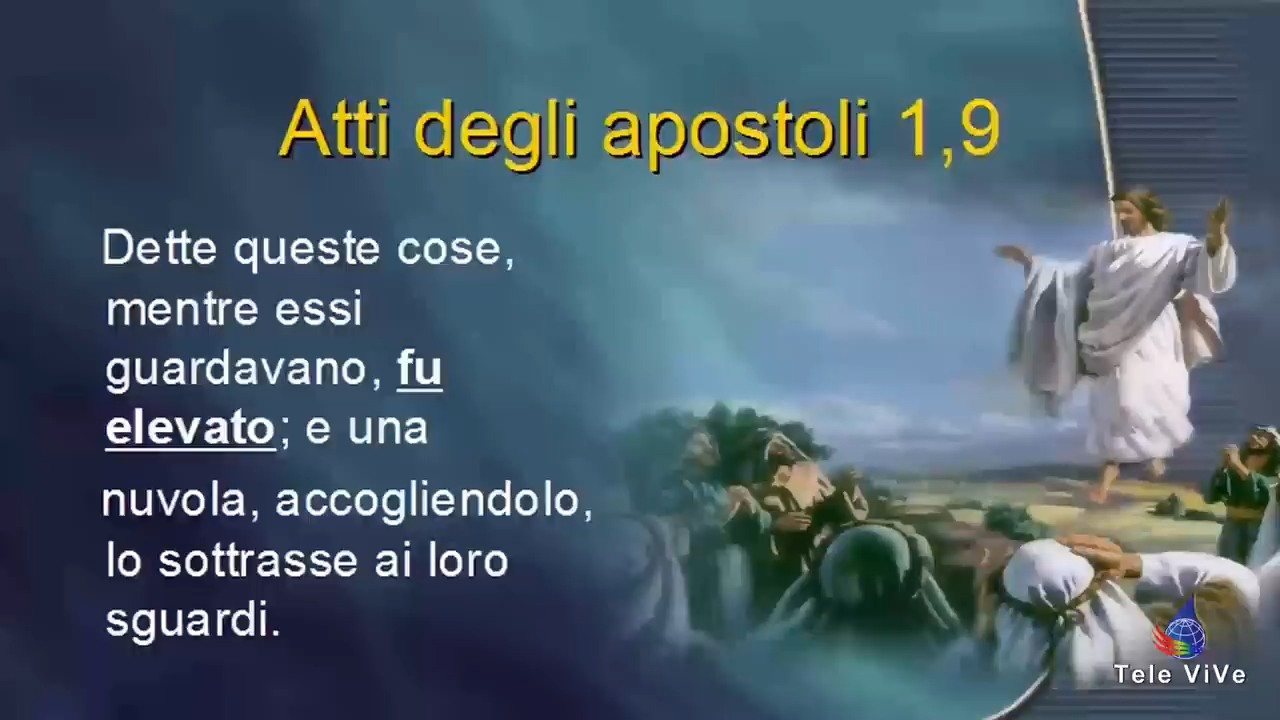 Atti degli apostoli 1,9
Dette queste cose,
mentre essi
guardavano, fu
elevato; e una
nuvola, accogliendolo,
lo sottrasse ai loro
sguardi.
Tele ViVe